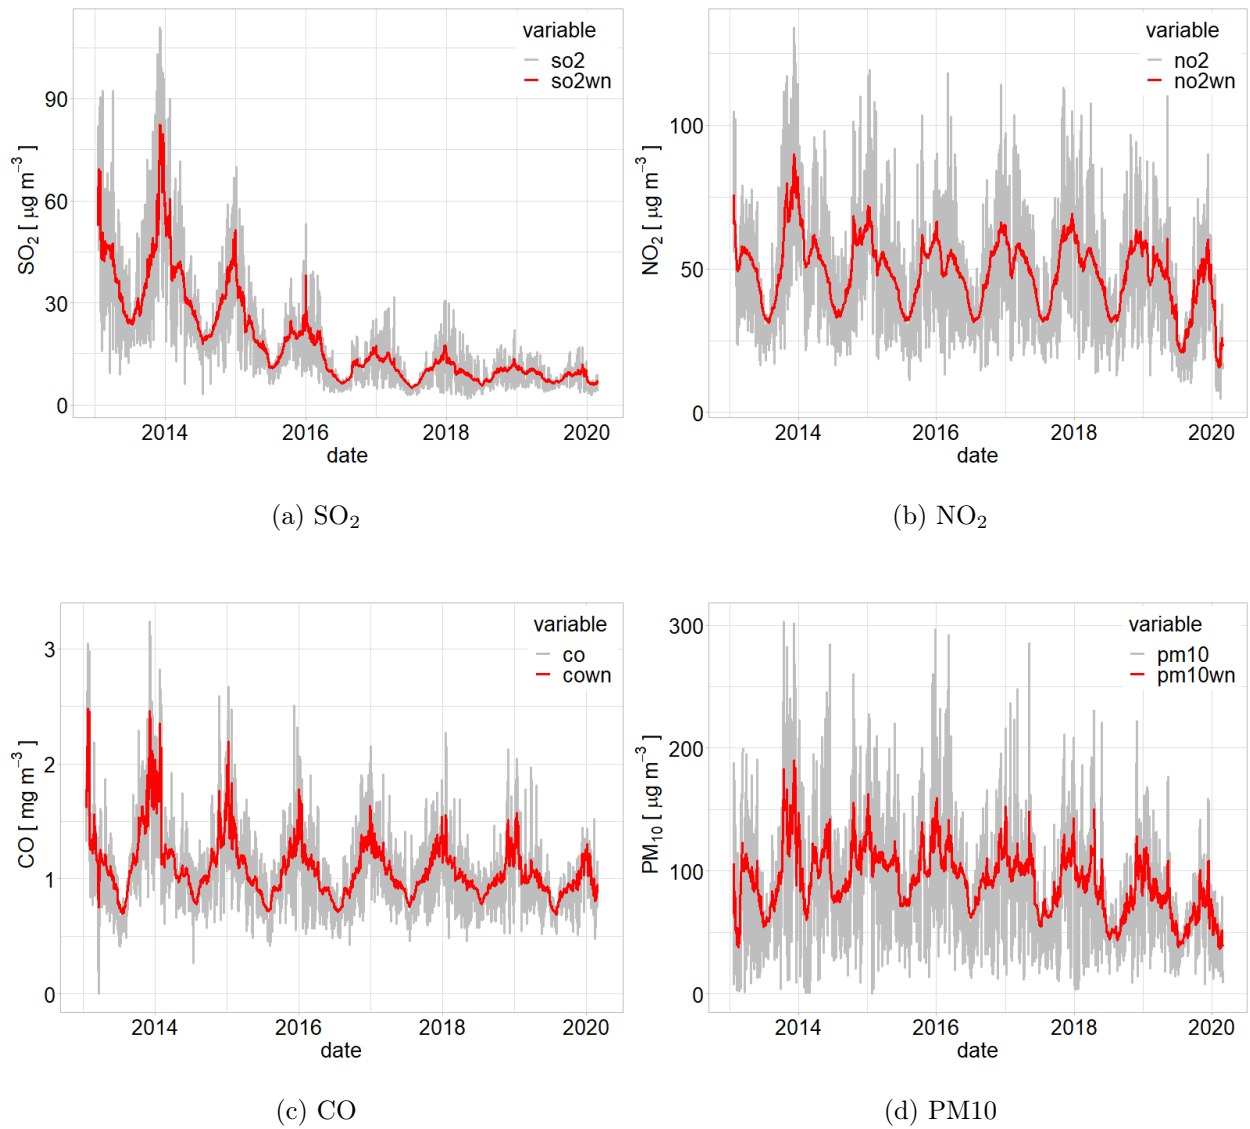 variable
so2
so2wn
SO₂ [ μg m⁻³ ]
90
60
30
0
2014 2016 2018 2020
date
(a) SO₂
variable
no2
no2wn
NO₂ [ μg m⁻³ ]
100
50
0
2014 2016 2018 2020
date
(b) NO₂
variable
co
cown
CO [ mg m⁻³ ]
3
2
1
0
2014 2016 2018 2020
date
(c) CO
variable
pm10
pm10wn
PM₁₀ [ μg m⁻³ ]
300
200
100
0
2014 2016 2018 2020
date
(d) PM10